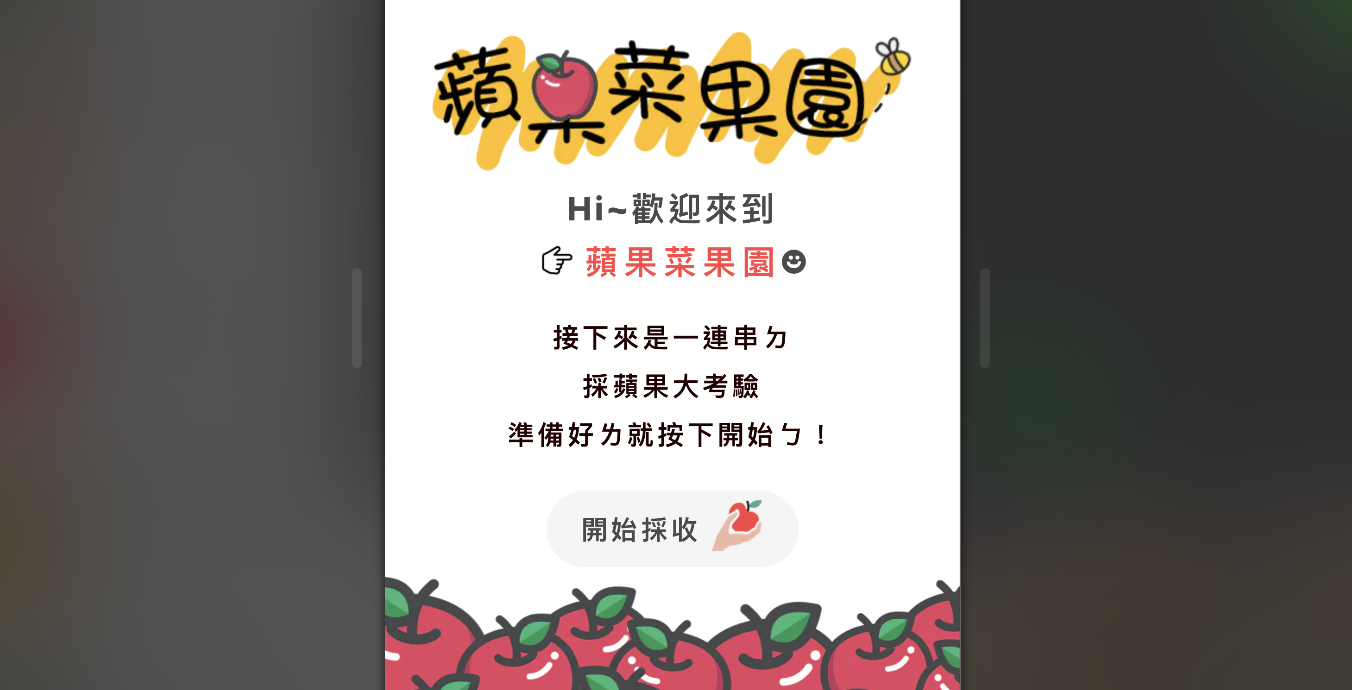 蘋果菜果園
Hi~歡迎來到
蘋果菜果園
接下來是一連串ㄉ
採蘋果大考驗
準備好ㄌ就按下開始ㄅ！
開始採收